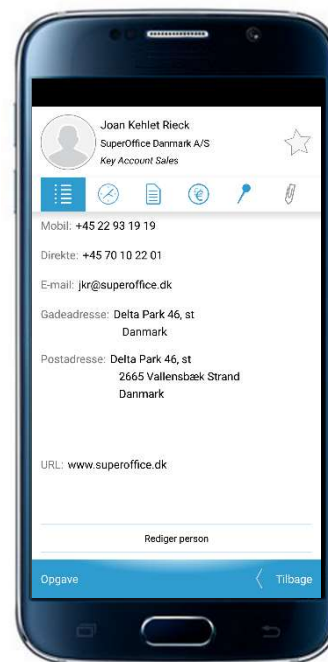 Joan Kehlet Rieck
SuperOffice Danmark A/S
Key Account Sales
Mobil: +45 22 93 19 19
Direkte: +45 70 10 22 01
E-mail: jkr@superoffice.dk
Gadeadresse: Delta Park 46, st
Danmark
Postadresse: Delta Park 46, st
2665 Vallensbæk Strand
Danmark
URL: www.superoffice.dk
Rediger person
Opgave Tilbage